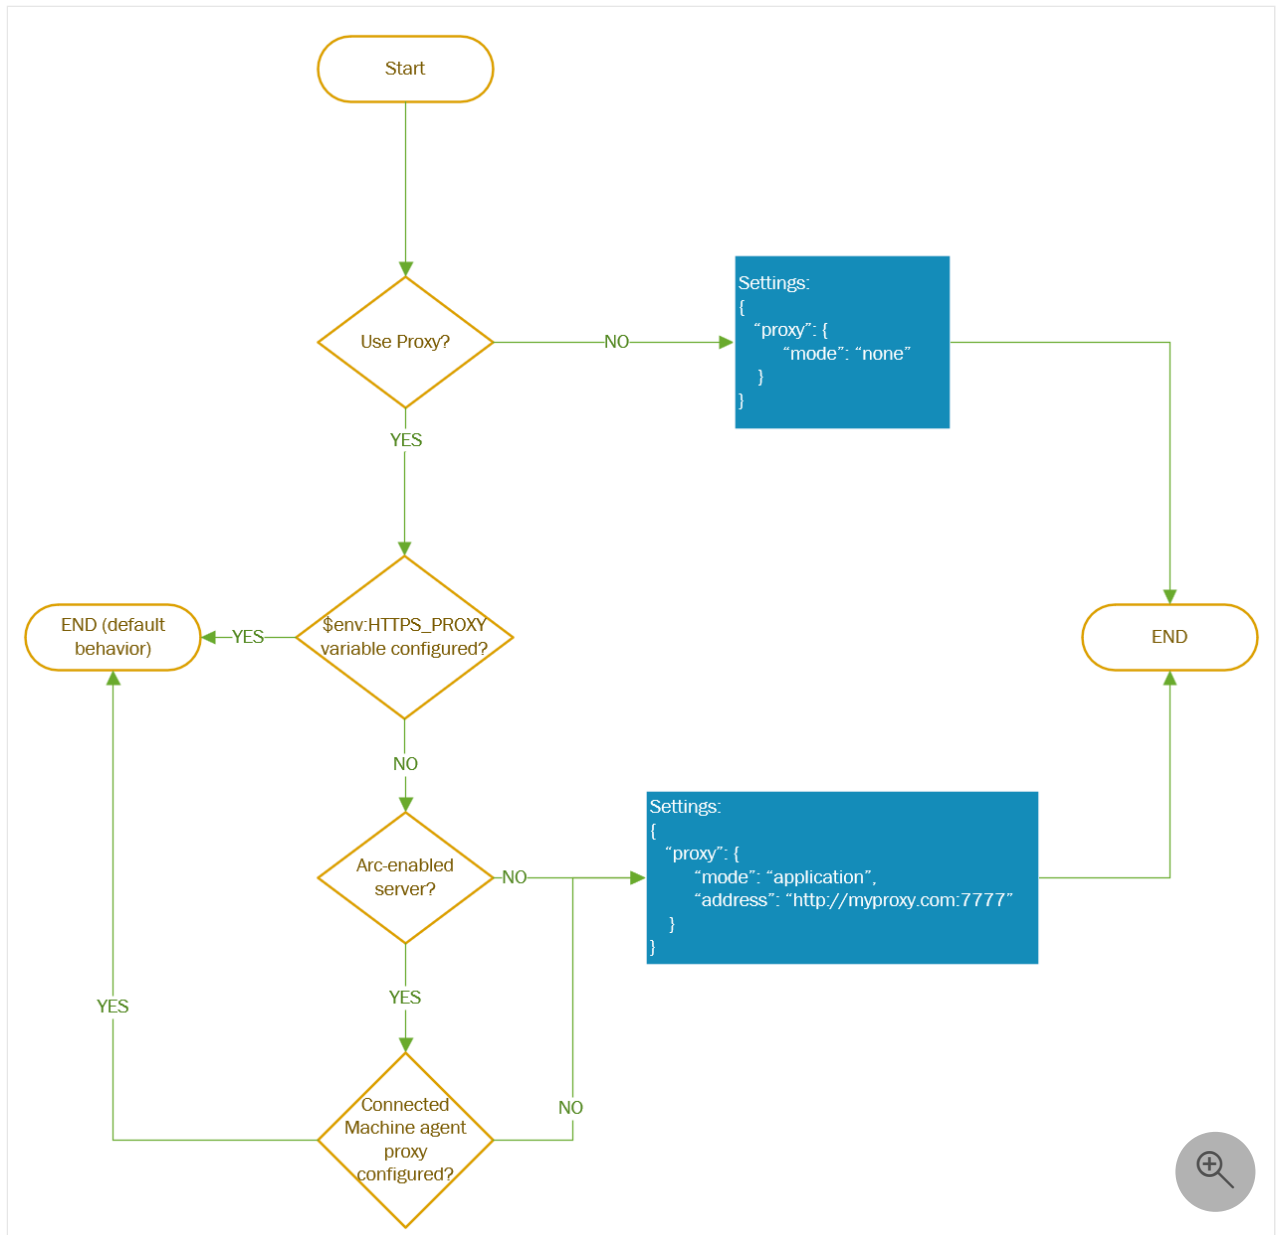 Start
Use Proxy?
NO
Settings:
{
“proxy”: {
“mode”: “none”
}
}
YES
$env:HTTPS_PROXY
variable configured?
YES
END (default
behavior)
END
NO
Arc-enabled
server?
NO
Settings:
{
“proxy”: {
“mode”: “application”,
“address”: “http://myproxy.com:7777”
}
}
YES
YES
Connected
Machine agent
proxy
configured?
NO